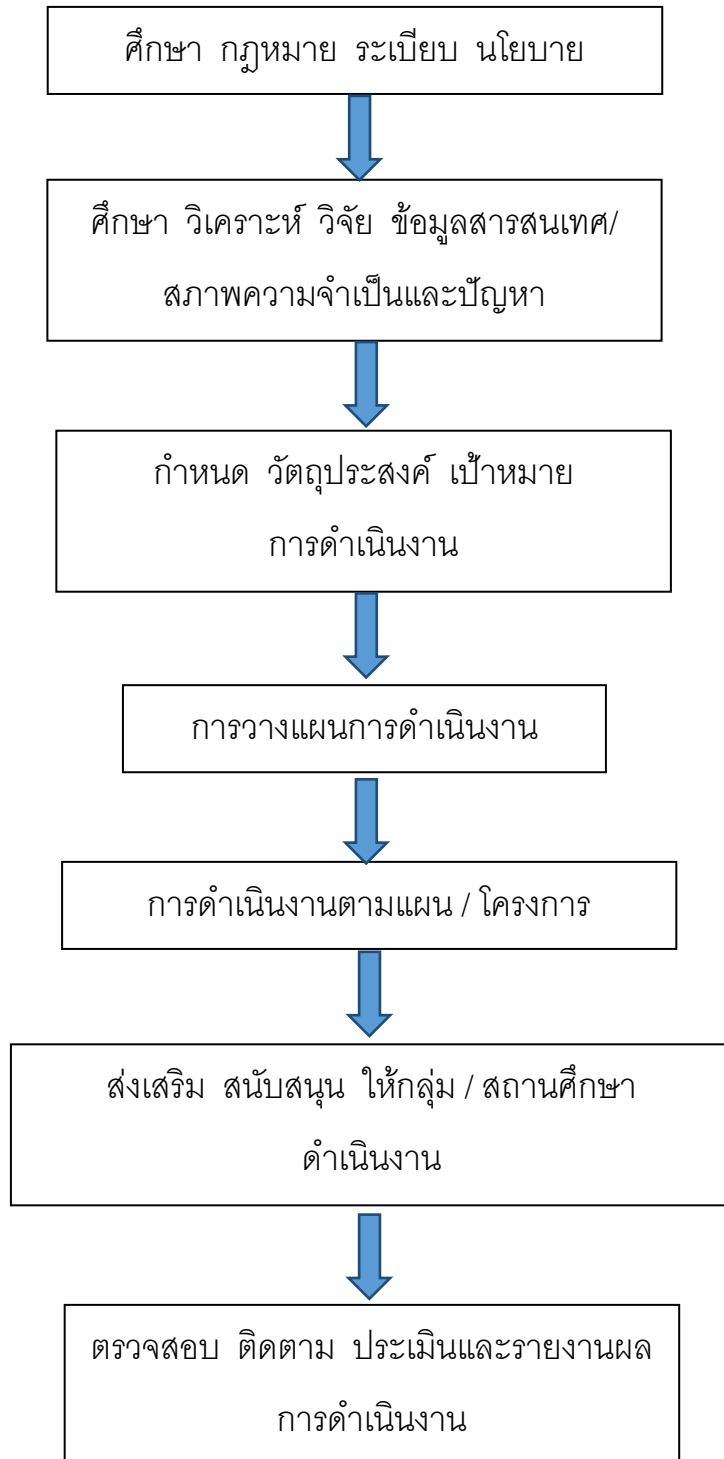 ศึกษา กฎหมาย ระเบียบ นโยบาย
ศึกษา วิเคราะห์ วิจัย ข้อมูลสารสนเทศ/
สภาพความจำเป็นและปัญหา
กำหนด วัตถุประสงค์ เป้าหมาย
การดำเนินงาน
การวางแผนการดำเนินงาน
การดำเนินงานตามแผน / โครงการ
ส่งเสริม สนับสนุน ให้กลุ่ม / สถานศึกษา
ดำเนินงาน
ตรวจสอบ ติดตาม ประเมินและรายงานผล
การดำเนินงาน